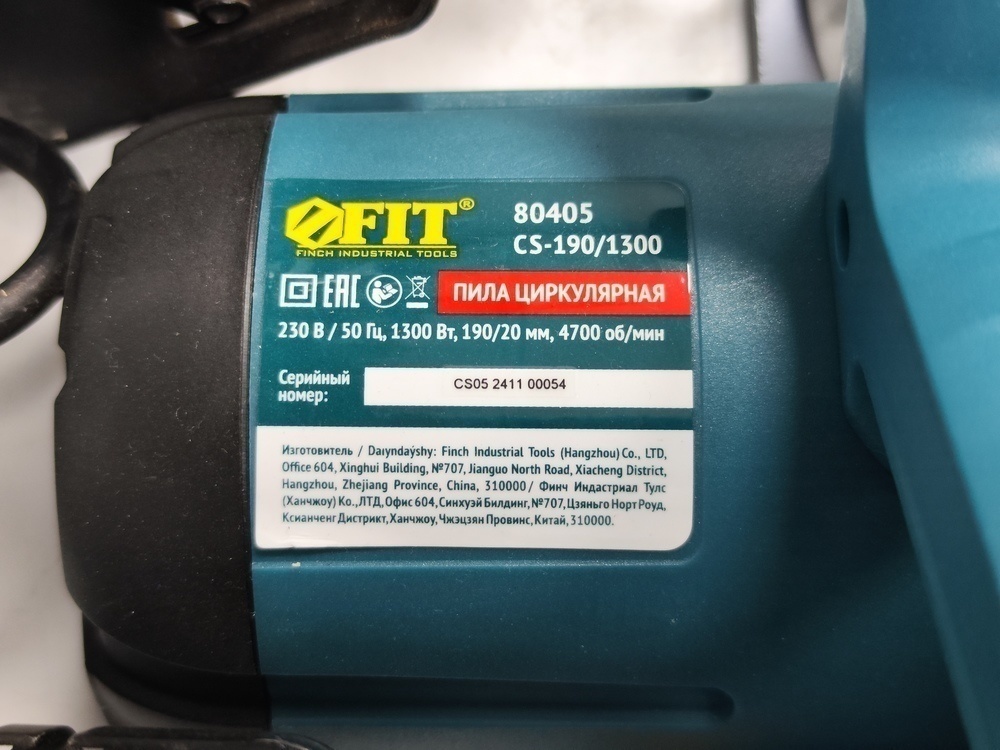 FIT®
FINCH INDUSTRIAL TOOLS
80405
CS-190/1300
EAC
ПИЛА ЦИРКУЛЯРНАЯ
230 В / 50 Гц, 1300 Вт, 190/20 мм, 4700 об/мин
Серийный
номер:
CS05 2411 00054
Изготовитель / Daıyndaýshy: Finch Industrial Tools (Hangzhou) Co., LTD,
Office 604, Xinghui Building, №707, Jianguo North Road, Xiacheng District,
Hangzhou, Zhejiang Province, China, 310000 / Финч Индастриал Тулс
(Ханчжоу) Ко.,ЛТД, Офис 604, Синхуэй Билдинг, №707, Цзяньго Норт Роуд,
Ксианченг Дистрикт, Ханчжоу, Чжэцзян Провинс, Китай, 310000.